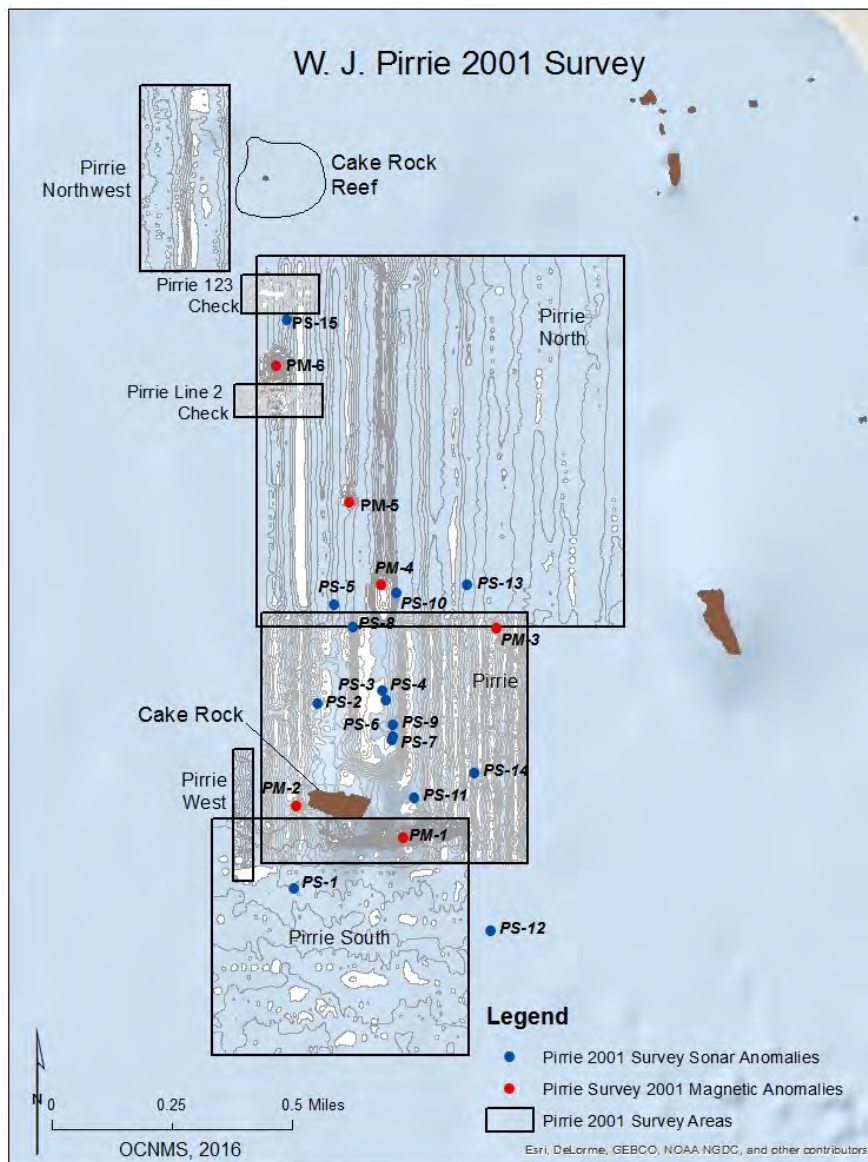 W. J. Pirrie 2001 Survey
Pirrie
Northwest
Cake Rock
Reef
Pirrie 123
Check
PS-15
Pirrie
North
PM-6
Pirrie Line 2
Check
PM-5
PM-4
PS-13
PS-5
PS-10
PS-8
PM-3
PS-3
PS-4
Pirrie
PS-2
Cake Rock
PS-6
PS-9
PS-7
Pirrie
West
PM-2
PS-14
PS-11
PM-1
PS-1
PS-12
Pirrie South
Legend
Pirrie 2001 Survey Sonar Anomalies
Pirrie Survey 2001 Magnetic Anomalies
Pirrie 2001 Survey Areas
N
0 0.25 0.5 Miles
OCNMS, 2016
Esri, DeLorme, GEBCO, NOAA NGDC, and other contributors